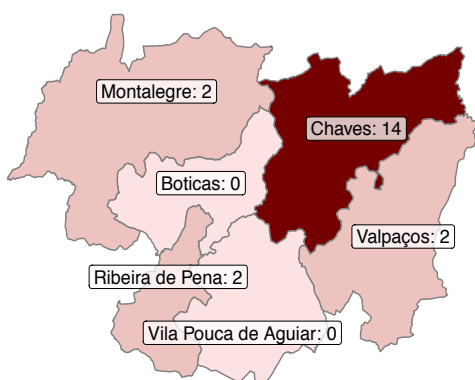 Montalegre: 2
Chaves: 14
Boticas: 0
Valpaços: 2
Ribeira de Pena: 2
Vila Pouca de Aguiar: 0